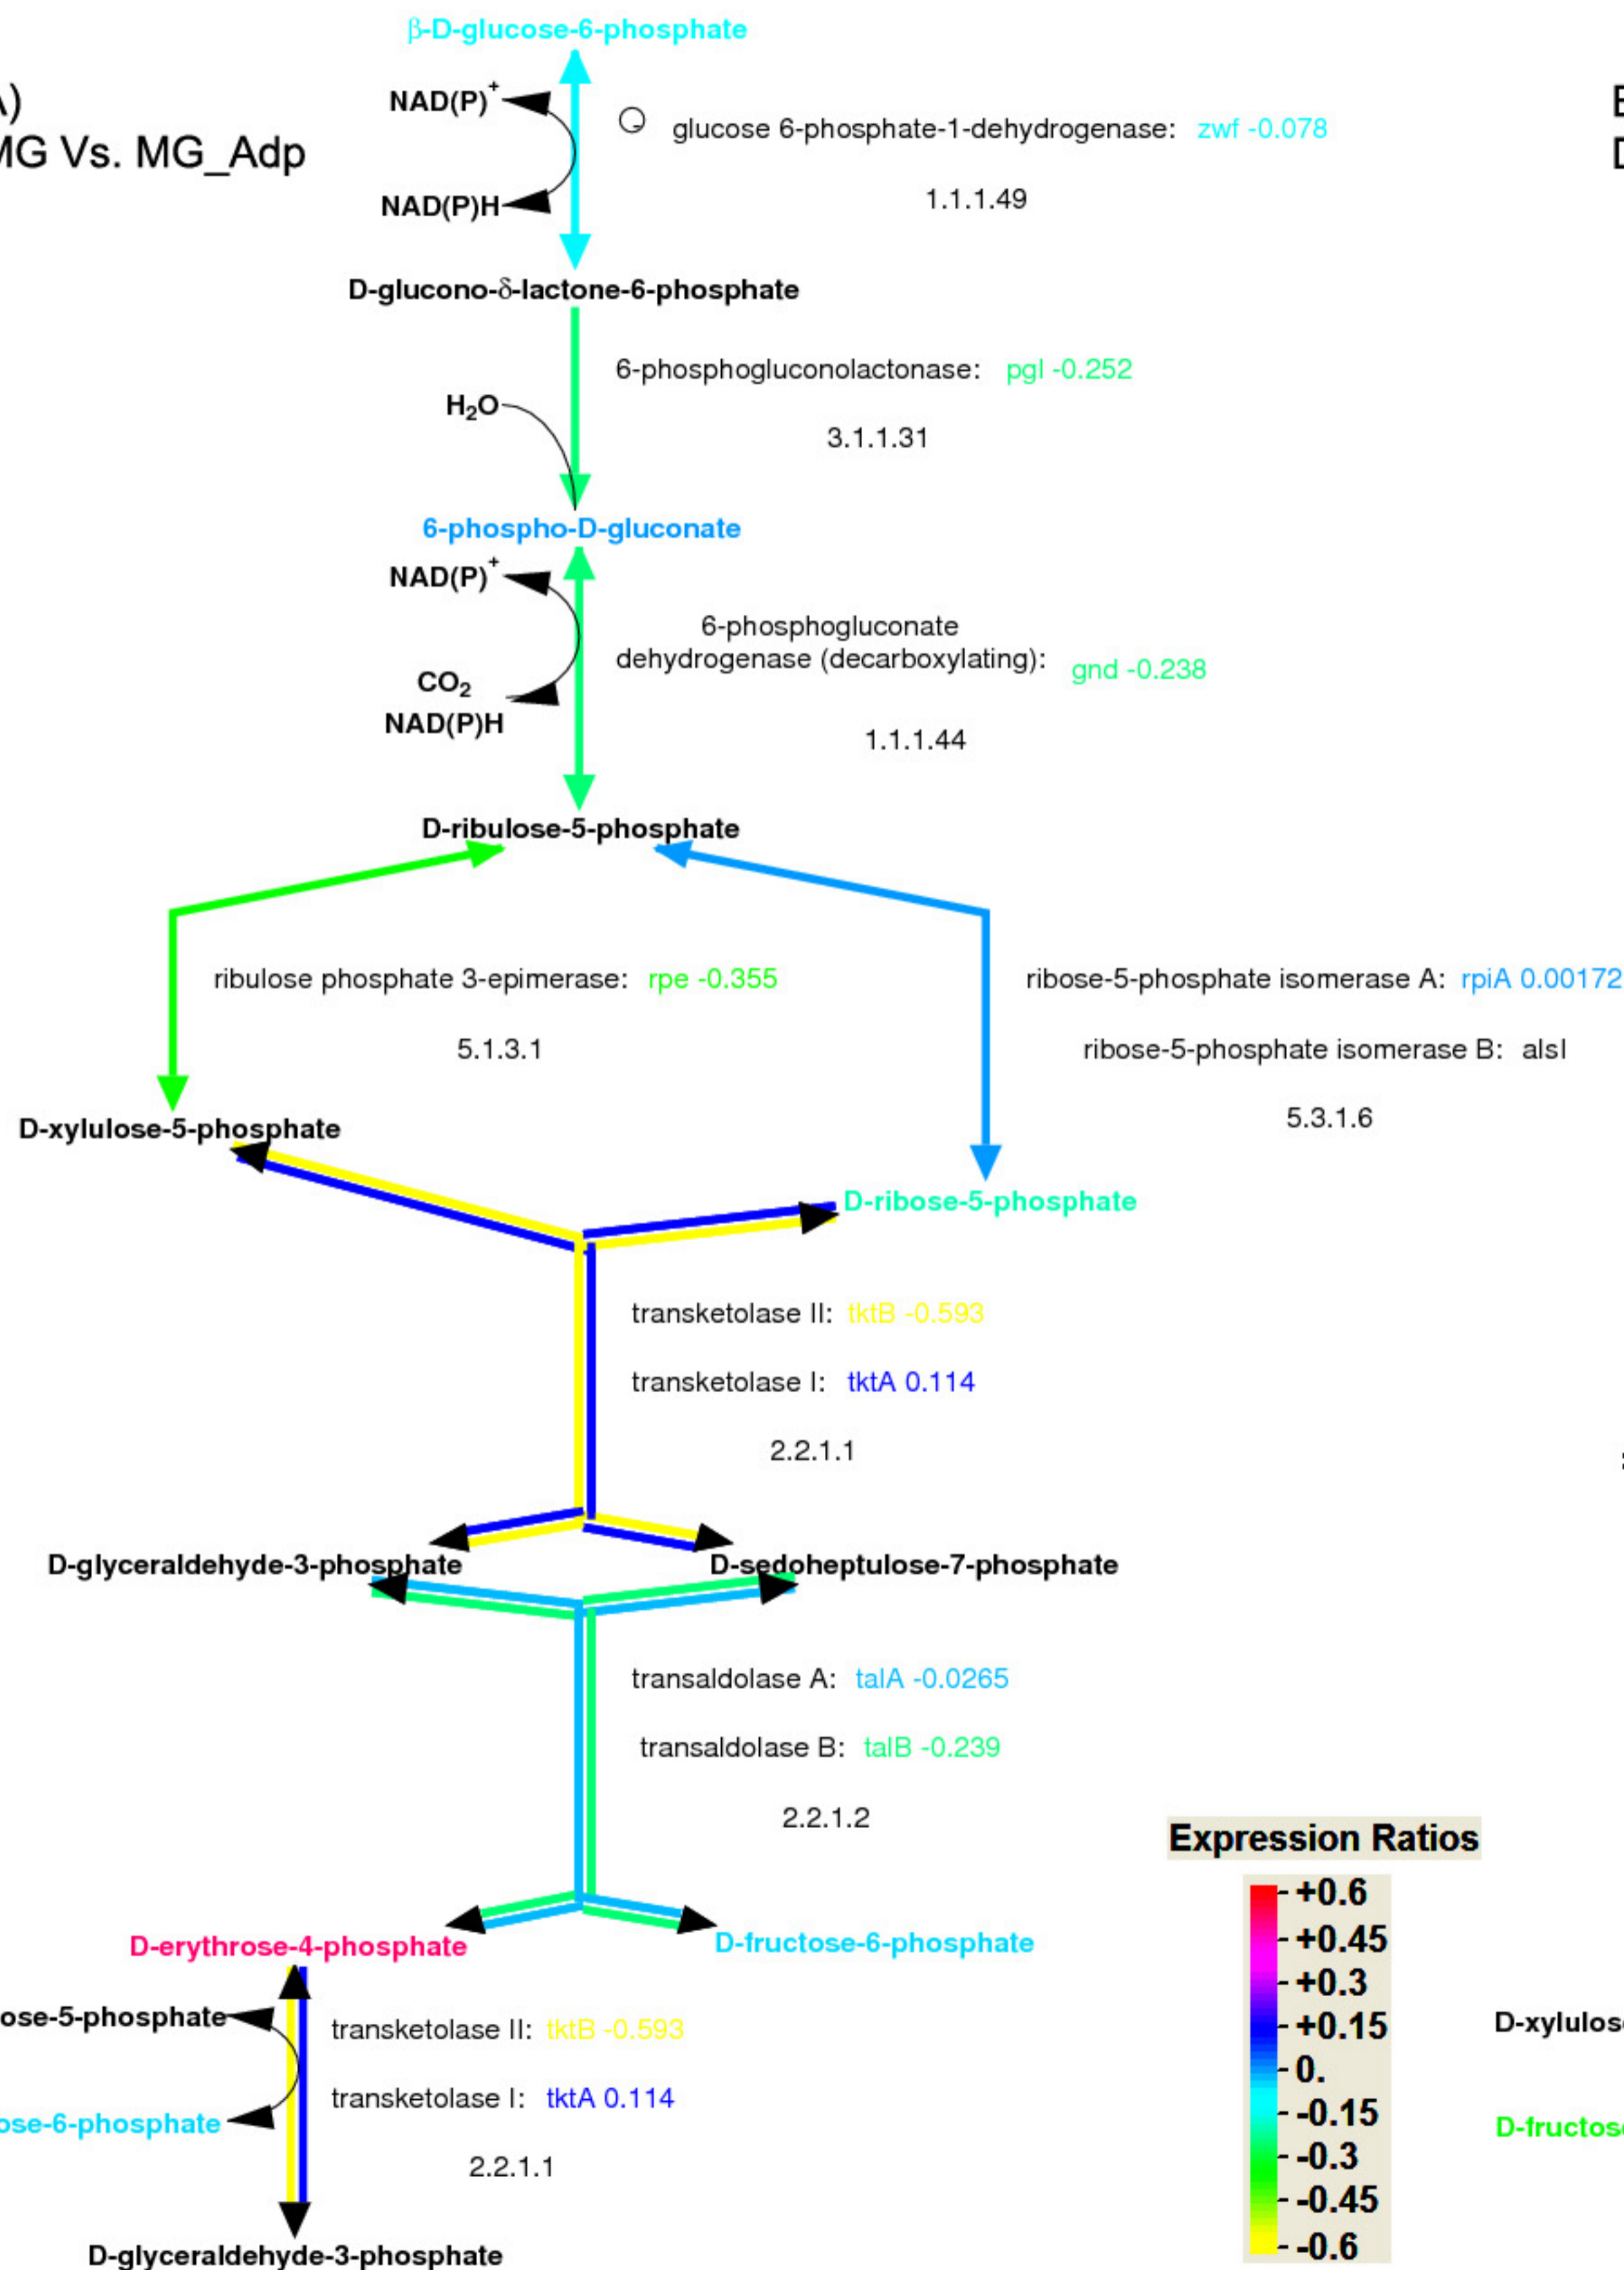 β-D-glucose-6-phosphate
A)
MG Vs. MG_Adp
E
NAD(P)+
glucose 6-phosphate-1-dehydrogenase: zwf -0.078
NAD(P)H
1.1.1.49
D-glucono-δ-lactone-6-phosphate
6-phosphogluconolactonase: pgl -0.252
H2O
3.1.1.31
6-phospho-D-gluconate
NAD(P)+
6-phosphogluconate
dehydrogenase (decarboxylating): gnd -0.238
CO2
NAD(P)H
1.1.1.44
D-ribulose-5-phosphate
ribulose phosphate 3-epimerase: rpe -0.355
ribose-5-phosphate isomerase A: rpiA 0.00172
5.1.3.1
ribose-5-phosphate isomerase B: alsI
5.3.1.6
D-xylulose-5-phosphate
D-ribose-5-phosphate
transketolase II: tktB -0.593
transketolase I: tktA 0.114
2.2.1.1
D-glyceraldehyde-3-phosphate
D-sedoheptulose-7-phosphate
transaldolase A: talA -0.0265
transaldolase B: talB -0.239
2.2.1.2
Expression Ratios
+0.6
+0.45
+0.3
+0.15
0.
-0.15
-0.3
-0.45
-0.6
D-erythrose-4-phosphate
D-fructose-6-phosphate
ose-5-phosphate
transketolase II: tktB -0.593
D-xylulose
transketolase I: tktA 0.114
ose-6-phosphate
D-fructose
2.2.1.1
D-glyceraldehyde-3-phosphate